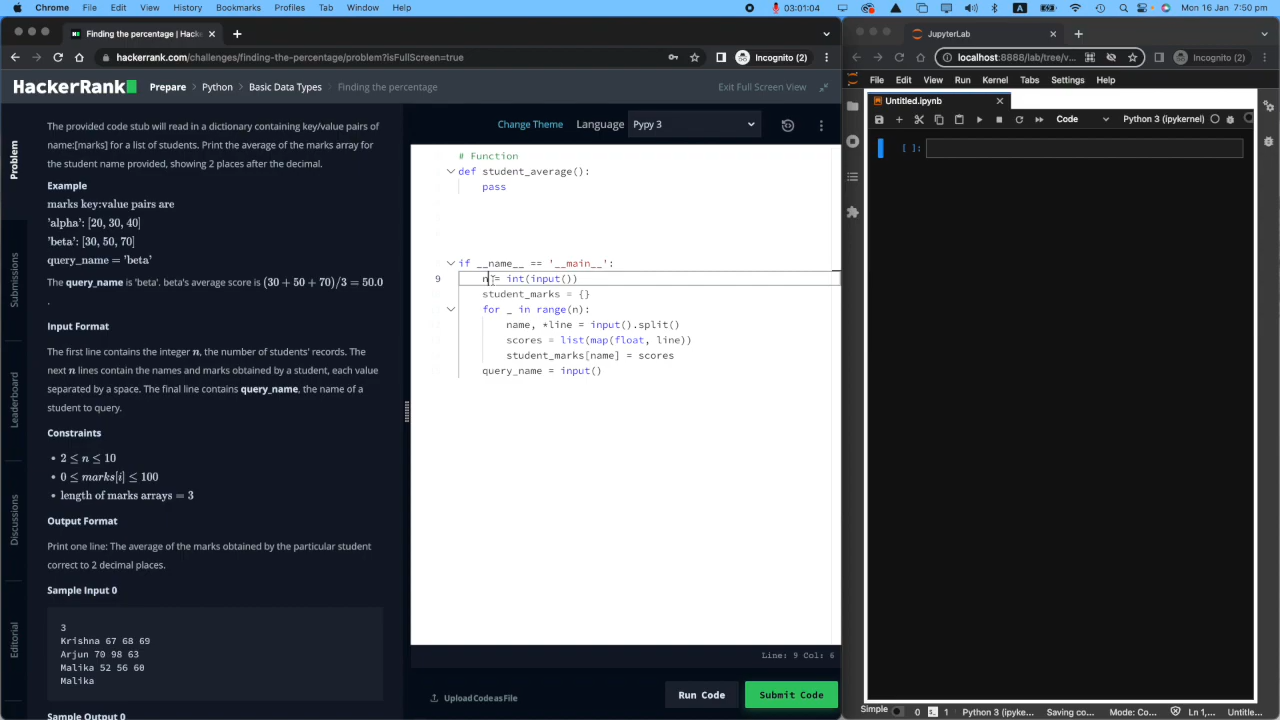 Chrome File Edit View History Bookmarks Profiles Tab Window Help 03:01:04 A Mon 16 Jan 7:50 pm
Finding the percentage | Hack
hackerrank.com/challenges/finding-the-percentage/problem?isFullScreen=true Incognito (2)
HackerRank Prepare > Python > Basic Data Types > Finding the percentage Exit Full Screen View
Problem
Submissions
Leaderboard
Discussions
Editorial
The provided code stub will read in a dictionary containing key/value pairs of
name:[marks] for a list of students. Print the average of the marks array for
the student name provided, showing 2 places after the decimal.
Example
marks key:value pairs are
'alpha': [20, 30, 40]
'beta': [30, 50, 70]
query_name = 'beta'
The query_name is 'beta'. beta's average score is (30 + 50 + 70)/3 = 50.0
.
Input Format
The first line contains the integer n, the number of students' records. The
next n lines contain the names and marks obtained by a student, each value
separated by a space. The final line contains query_name, the name of a
student to query.
Constraints
• 2 ≤ n ≤ 10
• 0 ≤ marks[i] ≤ 100
• length of marks arrays = 3
Output Format
Print one line: The average of the marks obtained by the particular student
correct to 2 decimal places.
Sample Input 0
3
Krishna 67 68 69
Arjun 70 98 63
Malika 52 56 60
Malika
Sample Output 0
Change Theme Language Pypy 3
# Function
def student_average():
pass
if __name__ == '__main__':
9 n = int(input())
student_marks = {}
for _ in range(n):
name, *line = input().split()
scores = list(map(float, line))
student_marks[name] = scores
query_name = input()
Line: 9 Col: 6
Upload Code as File Run Code Submit Code
JupyterLab
localhost:8888/lab/tree/v... Incognito (2)
File Edit View Run Kernel Tabs Settings Help
Untitled.ipynb
Code Python 3 (ipykernel)
[ ]:
Simple 0 1 Python 3 (ipyke... Saving co... Mode: Co... Ln 1,... Untitle...